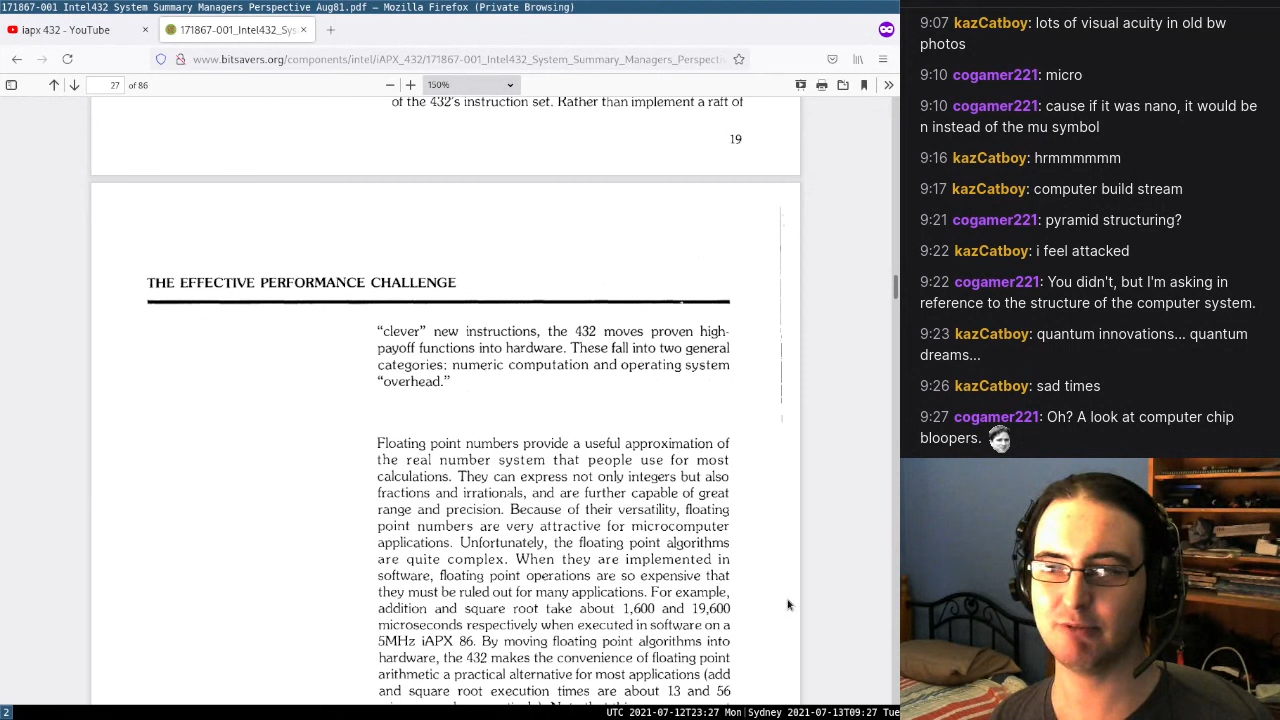 171867-001 Intel432 System Summary Managers Perspective Aug81.pdf — Mozilla Firefox (Private Browsing)
iapx 432 - YouTube
171867-001_Intel432_Sys
www.bitsavers.org/components/intel/iAPX_432/171867-001_Intel432_System_Summary_Managers_Perspecti
27 of 86
150%
of the 432's instruction set. Rather than implement a raft of
19
THE EFFECTIVE PERFORMANCE CHALLENGE
“clever” new instructions, the 432 moves proven high-
payoff functions into hardware. These fall into two general
categories; numeric computation and operating system
“overhead.”
Floating point numbers provide a useful approximation of
the real number system that people use for most
calculations. They can express not only integers but also
fractions and irrationals, and are further capable of great
range and precision. Because of their versatility, floating
point numbers are very attractive for microcomputer
applications. Unfortunately, the floating point algorithms
are quite complex. When they are implemented in
software, floating point operations are so expensive that
they must be ruled out for many applications. For example,
addition and square root take about 1,600 and 19,600
microseconds respectively when executed in software on a
5MHz iAPX 86. By moving floating point algorithms into
hardware, the 432 makes the convenience of floating point
arithmetic a practical alternative for most applications (add
and square root execution times are about 13 and 56
9:07 kazCatboy: lots of visual acuity in old bw
photos
9:10 cogamer221: micro
9:10 cogamer221: cause if it was nano, it would be
n instead of the mu symbol
9:16 kazCatboy: hrmmmmmm
9:17 kazCatboy: computer build stream
9:21 cogamer221: pyramid structuring?
9:22 kazCatboy: i feel attacked
9:22 cogamer221: You didn't, but I'm asking in
reference to the structure of the computer system.
9:23 kazCatboy: quantum innovations... quantum
dreams...
9:26 kazCatboy: sad times
9:27 cogamer221: Oh? A look at computer chip
bloopers.
2
UTC 2021-07-12T23:27 Mon Sydney 2021-07-13T09:27 Tue